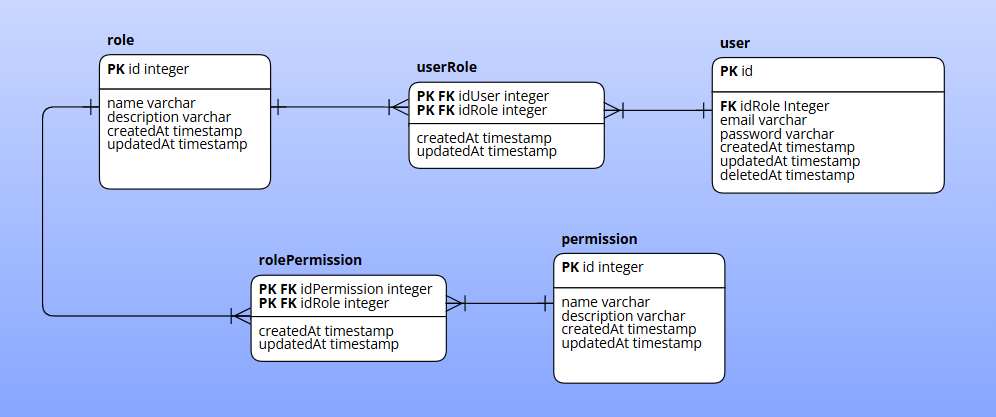 role
PK id integer
name varchar
description varchar
createdAt timestamp
updatedAt timestamp
userRole
PK FK idUser integer
PK FK idRole integer
createdAt timestamp
updatedAt timestamp
user
PK id
FK idRole Integer
email varchar
password varchar
createdAt timestamp
updatedAt timestamp
deletedAt timestamp
rolePermission
PK FK idPermission integer
PK FK idRole integer
createdAt timestamp
updatedAt timestamp
permission
PK id integer
name varchar
description varchar
createdAt timestamp
updatedAt timestamp